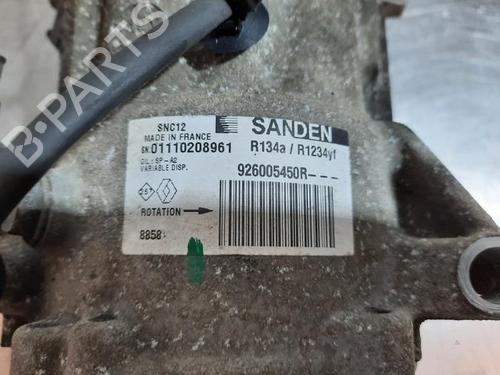 B-PARTS
SNC12
MADE IN FRANCE
SN:01110208961
OIL:SP-A2
VARIABLE DISP.
ROTATION
8858
SANDEN
R134a / R1234yf
926005450R---